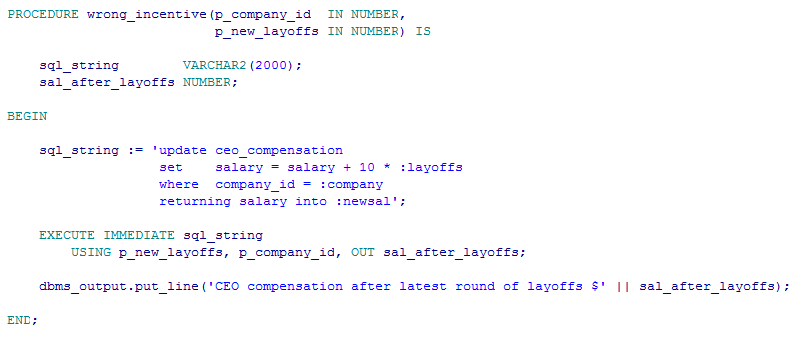 PROCEDURE wrong_incentive(p_company_id  IN NUMBER,
                          p_new_layoffs IN NUMBER) IS

    sql_string        VARCHAR2(2000);
    sal_after_layoffs NUMBER;

BEGIN

    sql_string := 'update ceo_compensation
                   set    salary = salary + 10 * :layoffs
                   where  company_id = :company
                   returning salary into :newsal';

    EXECUTE IMMEDIATE sql_string
        USING p_new_layoffs, p_company_id, OUT sal_after_layoffs;

    dbms_output.put_line('CEO compensation after latest round of layoffs $' || sal_after_layoffs);

END;